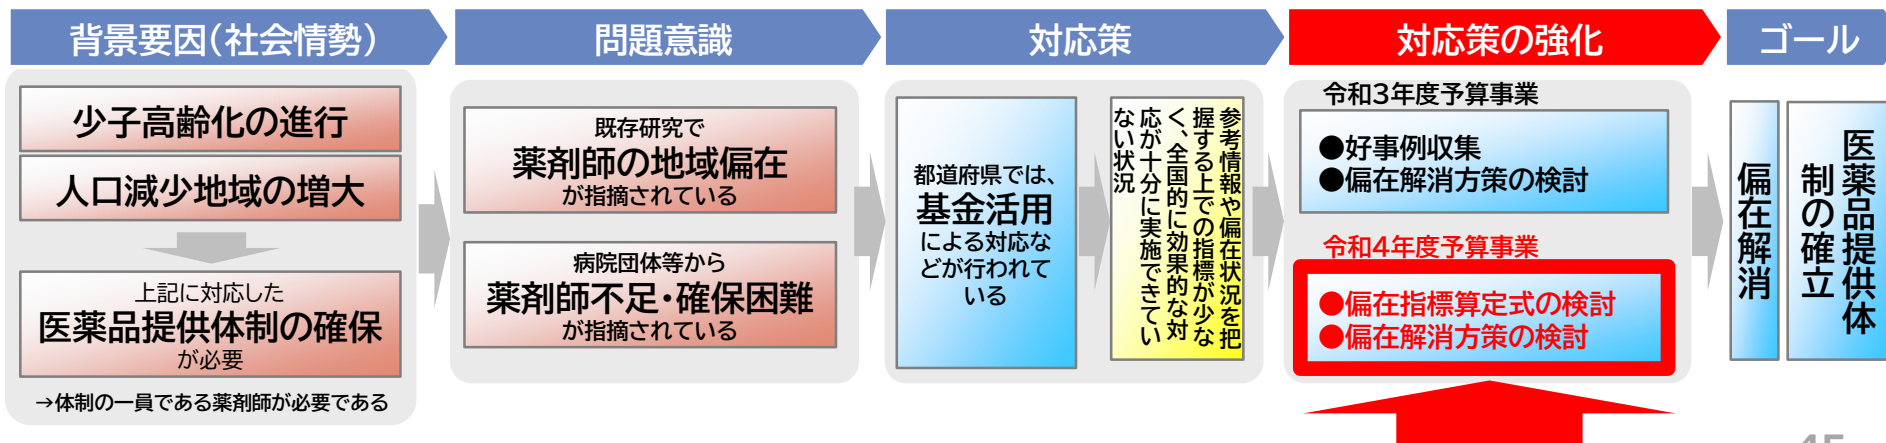 背景要因(社会情勢)
少子高齢化の進行
人口減少地域の増大
上記に対応した
医薬品提供体制の確保
が必要
→体制の一員である薬剤師が必要である
問題意識
既存研究で
薬剤師の地域偏在
が指摘されている
病院団体等から
薬剤師不足・確保困難
が指摘されている
対応策
都道府県では、
基金活用
による対応な
どが行われて
いる
参考情報や偏在状況を把
握する上での指標が少な
く、全国的に効果的な対
応が十分に実施できてい
ない状況
対応策の強化
令和3年度予算事業
●好事例収集
●偏在解消方策の検討
令和4年度予算事業
●偏在指標算定式の検討
●偏在解消方策の検討
ゴール
偏在解消
医薬品提供体
制の確立